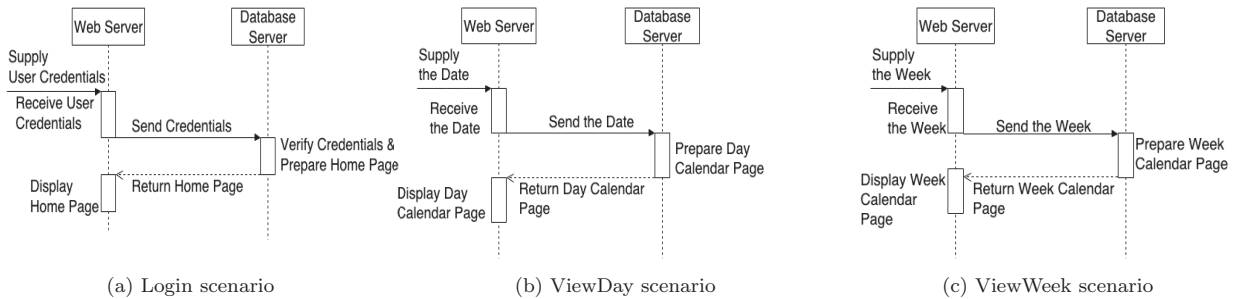 Web Server
Database
Server
Supply
User Credentials
Receive User
Credentials
Send Credentials
Verify Credentials &
Prepare Home Page
Return Home Page
Display
Home Page
(a) Login scenario
Web Server
Database
Server
Supply
the Date
Receive
the Date
Send the Date
Prepare Day
Calendar Page
Return Day Calendar
Page
Display Day
Calendar Page
(b) ViewDay scenario
Web Server
Database
Server
Supply
the Week
Receive
the Week
Send the Week
Prepare Week
Calendar Page
Return Week Calendar
Page
Display Week
Calendar
Page
(c) ViewWeek scenario